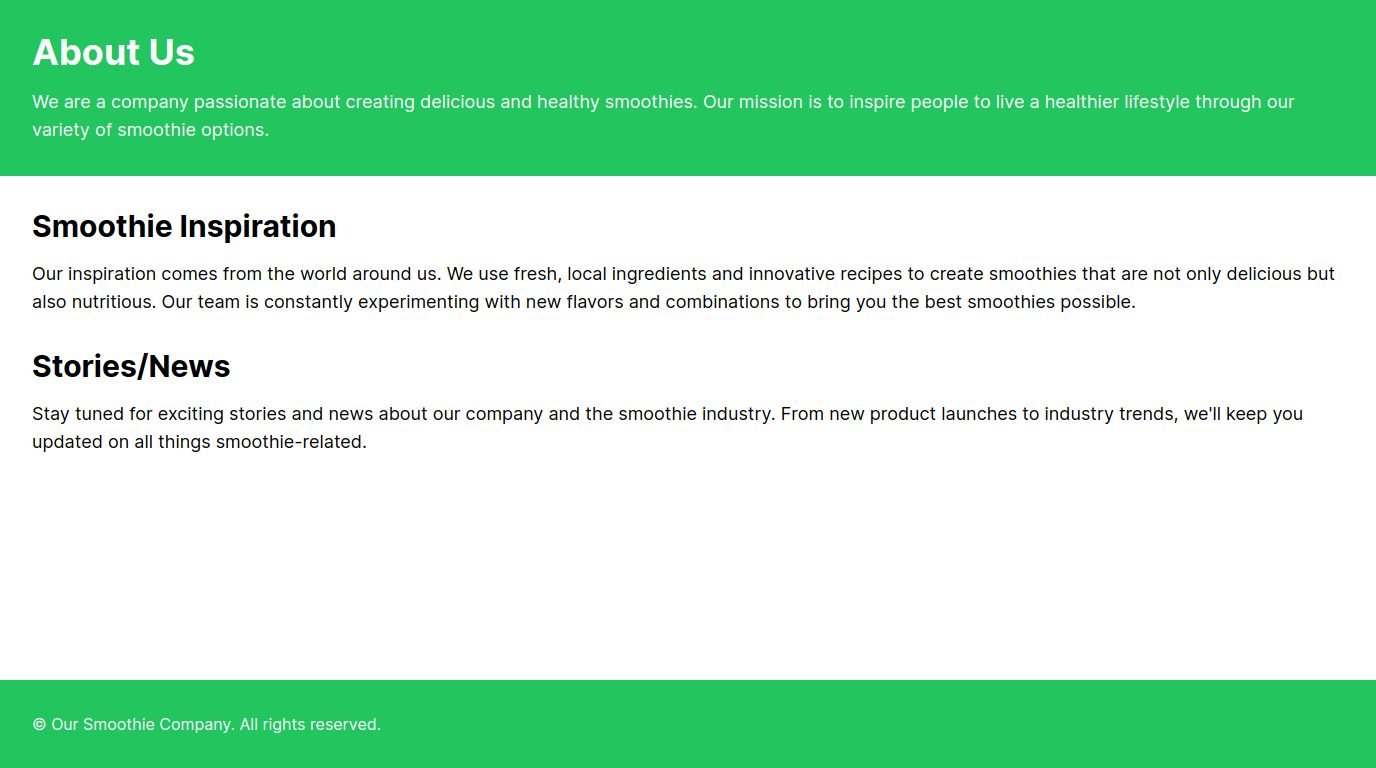 About Us
We are a company passionate about creating delicious and healthy smoothies. Our mission is to inspire people to live a healthier lifestyle through our
variety of smoothie options.
Smoothie Inspiration
Our inspiration comes from the world around us. We use fresh, local ingredients and innovative recipes to create smoothies that are not only delicious but
also nutritious. Our team is constantly experimenting with new flavors and combinations to bring you the best smoothies possible.
Stories/News
Stay tuned for exciting stories and news about our company and the smoothie industry. From new product launches to industry trends, we'll keep you
updated on all things smoothie-related.
© Our Smoothie Company. All rights reserved.